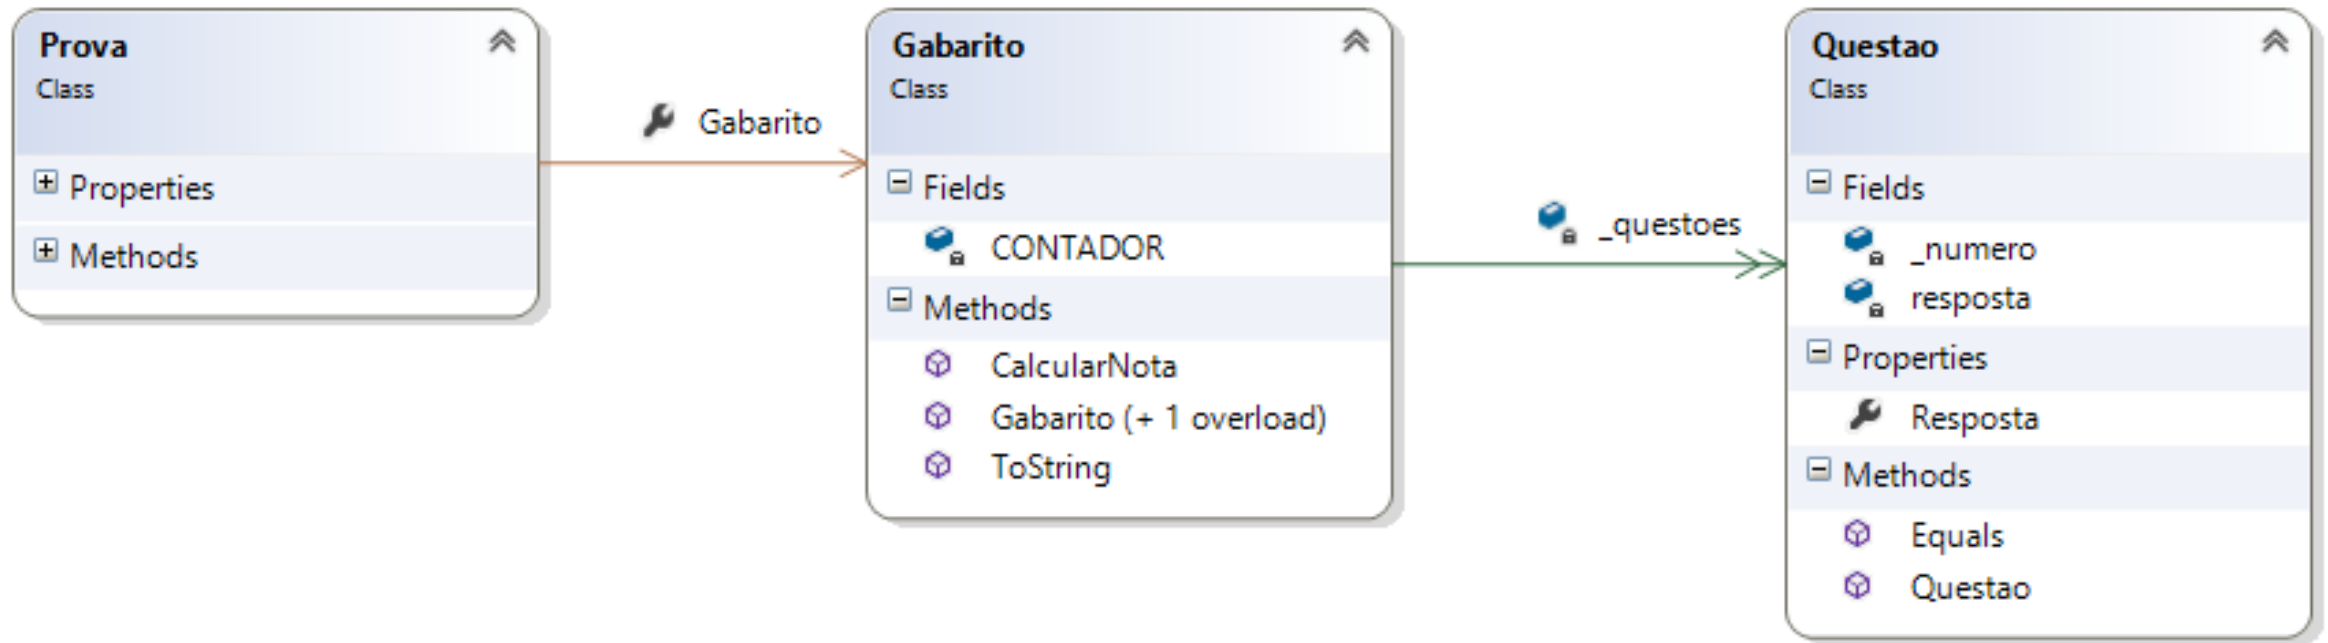 Prova
Class
Properties
Methods
Gabarito
Gabarito
Class
Fields
CONTADOR
Methods
CalcularNota
Gabarito (+ 1 overload)
ToString
_questoes
Questao
Class
Fields
_numero
resposta
Properties
Resposta
Methods
Equals
Questao